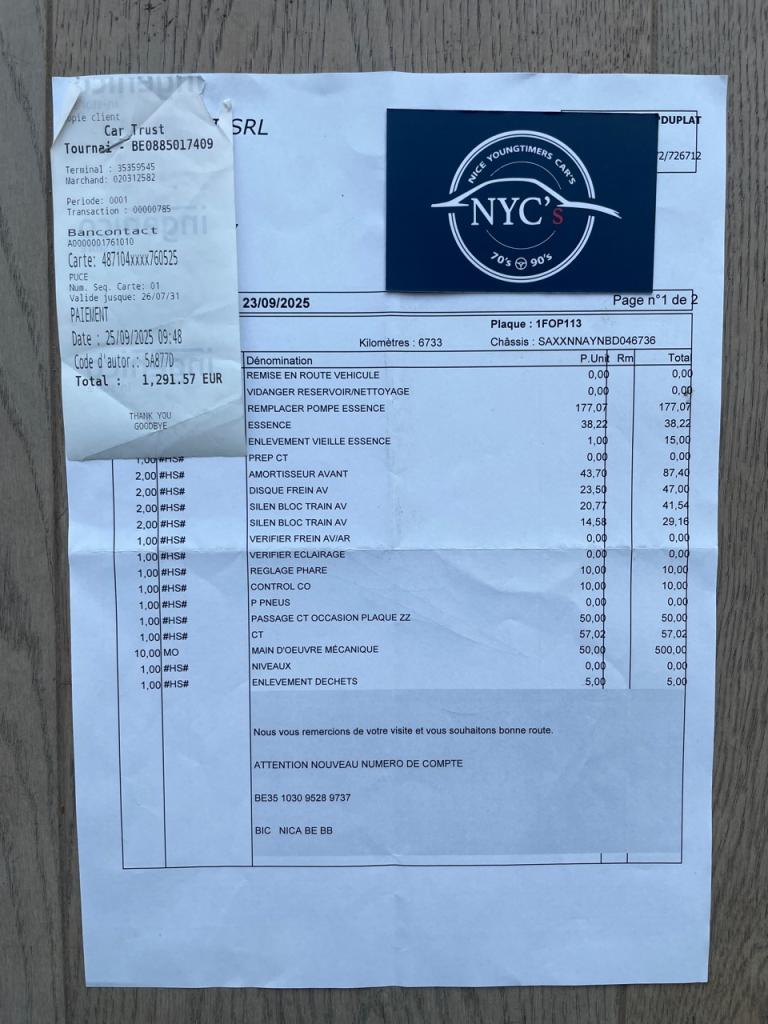 opie client
Car Trust
Tournai - BE0885017409
Terminal : 35359545
Marchand: 020312582
Periode: 0001
Transaction : 00000785
Bancontact
A0000001761010
Carte: 487104xxxx760525
PUCE
Num. Seq. Carte: 01
Valide jusque: 26/07/31
PAIEMENT
Date : 25/09/2025 09:48
Code d'autor.: 5A877D
Total : 1,291.57 EUR
THANK YOU
GOODBYE
SRL
DUPLAT
2/726712
NICE YOUNGTIMERS CAR'S
NYC's
70's 90's
23/09/2025 Page n°1 de 2
Plaque : 1FOP113
Kilomètres : 6733 Châssis : SAXXNNAYNBD046736
Dénomination P.Unit Rm Total
REMISE EN ROUTE VEHICULE 0,00 0,00
VIDANGER RESERVOIR/NETTOYAGE 0,00 0,00
REMPLACER POMPE ESSENCE 177,07 177,07
ESSENCE 38,22 38,22
ENLEVEMENT VIEILLE ESSENCE 1,00 15,00
1,00 #HS# PREP CT 0,00 0,00
2,00 #HS# AMORTISSEUR AVANT 43,70 87,40
2,00 #HS# DISQUE FREIN AV 23,50 47,00
2,00 #HS# SILEN BLOC TRAIN AV 20,77 41,54
2,00 #HS# SILEN BLOC TRAIN AV 14,58 29,16
1,00 #HS# VERIFIER FREIN AV/AR 0,00 0,00
1,00 #HS# VERIFIER ECLAIRAGE 0,00 0,00
1,00 #HS# REGLAGE PHARE 10,00 10,00
1,00 #HS# CONTROL CO 10,00 10,00
1,00 #HS# P PNEUS 0,00 0,00
1,00 #HS# PASSAGE CT OCCASION PLAQUE ZZ 50,00 50,00
1,00 #HS# CT 57,02 57,02
10,00 MO MAIN D'OEUVRE MÉCANIQUE 50,00 500,00
1,00 #HS# NIVEAUX 0,00 0,00
1,00 #HS# ENLEVEMENT DECHETS 5,00 5,00
Nous vous remercions de votre visite et vous souhaitons bonne route.
ATTENTION NOUVEAU NUMERO DE COMPTE
BE35 1030 9528 9737
BIC NICA BE BB